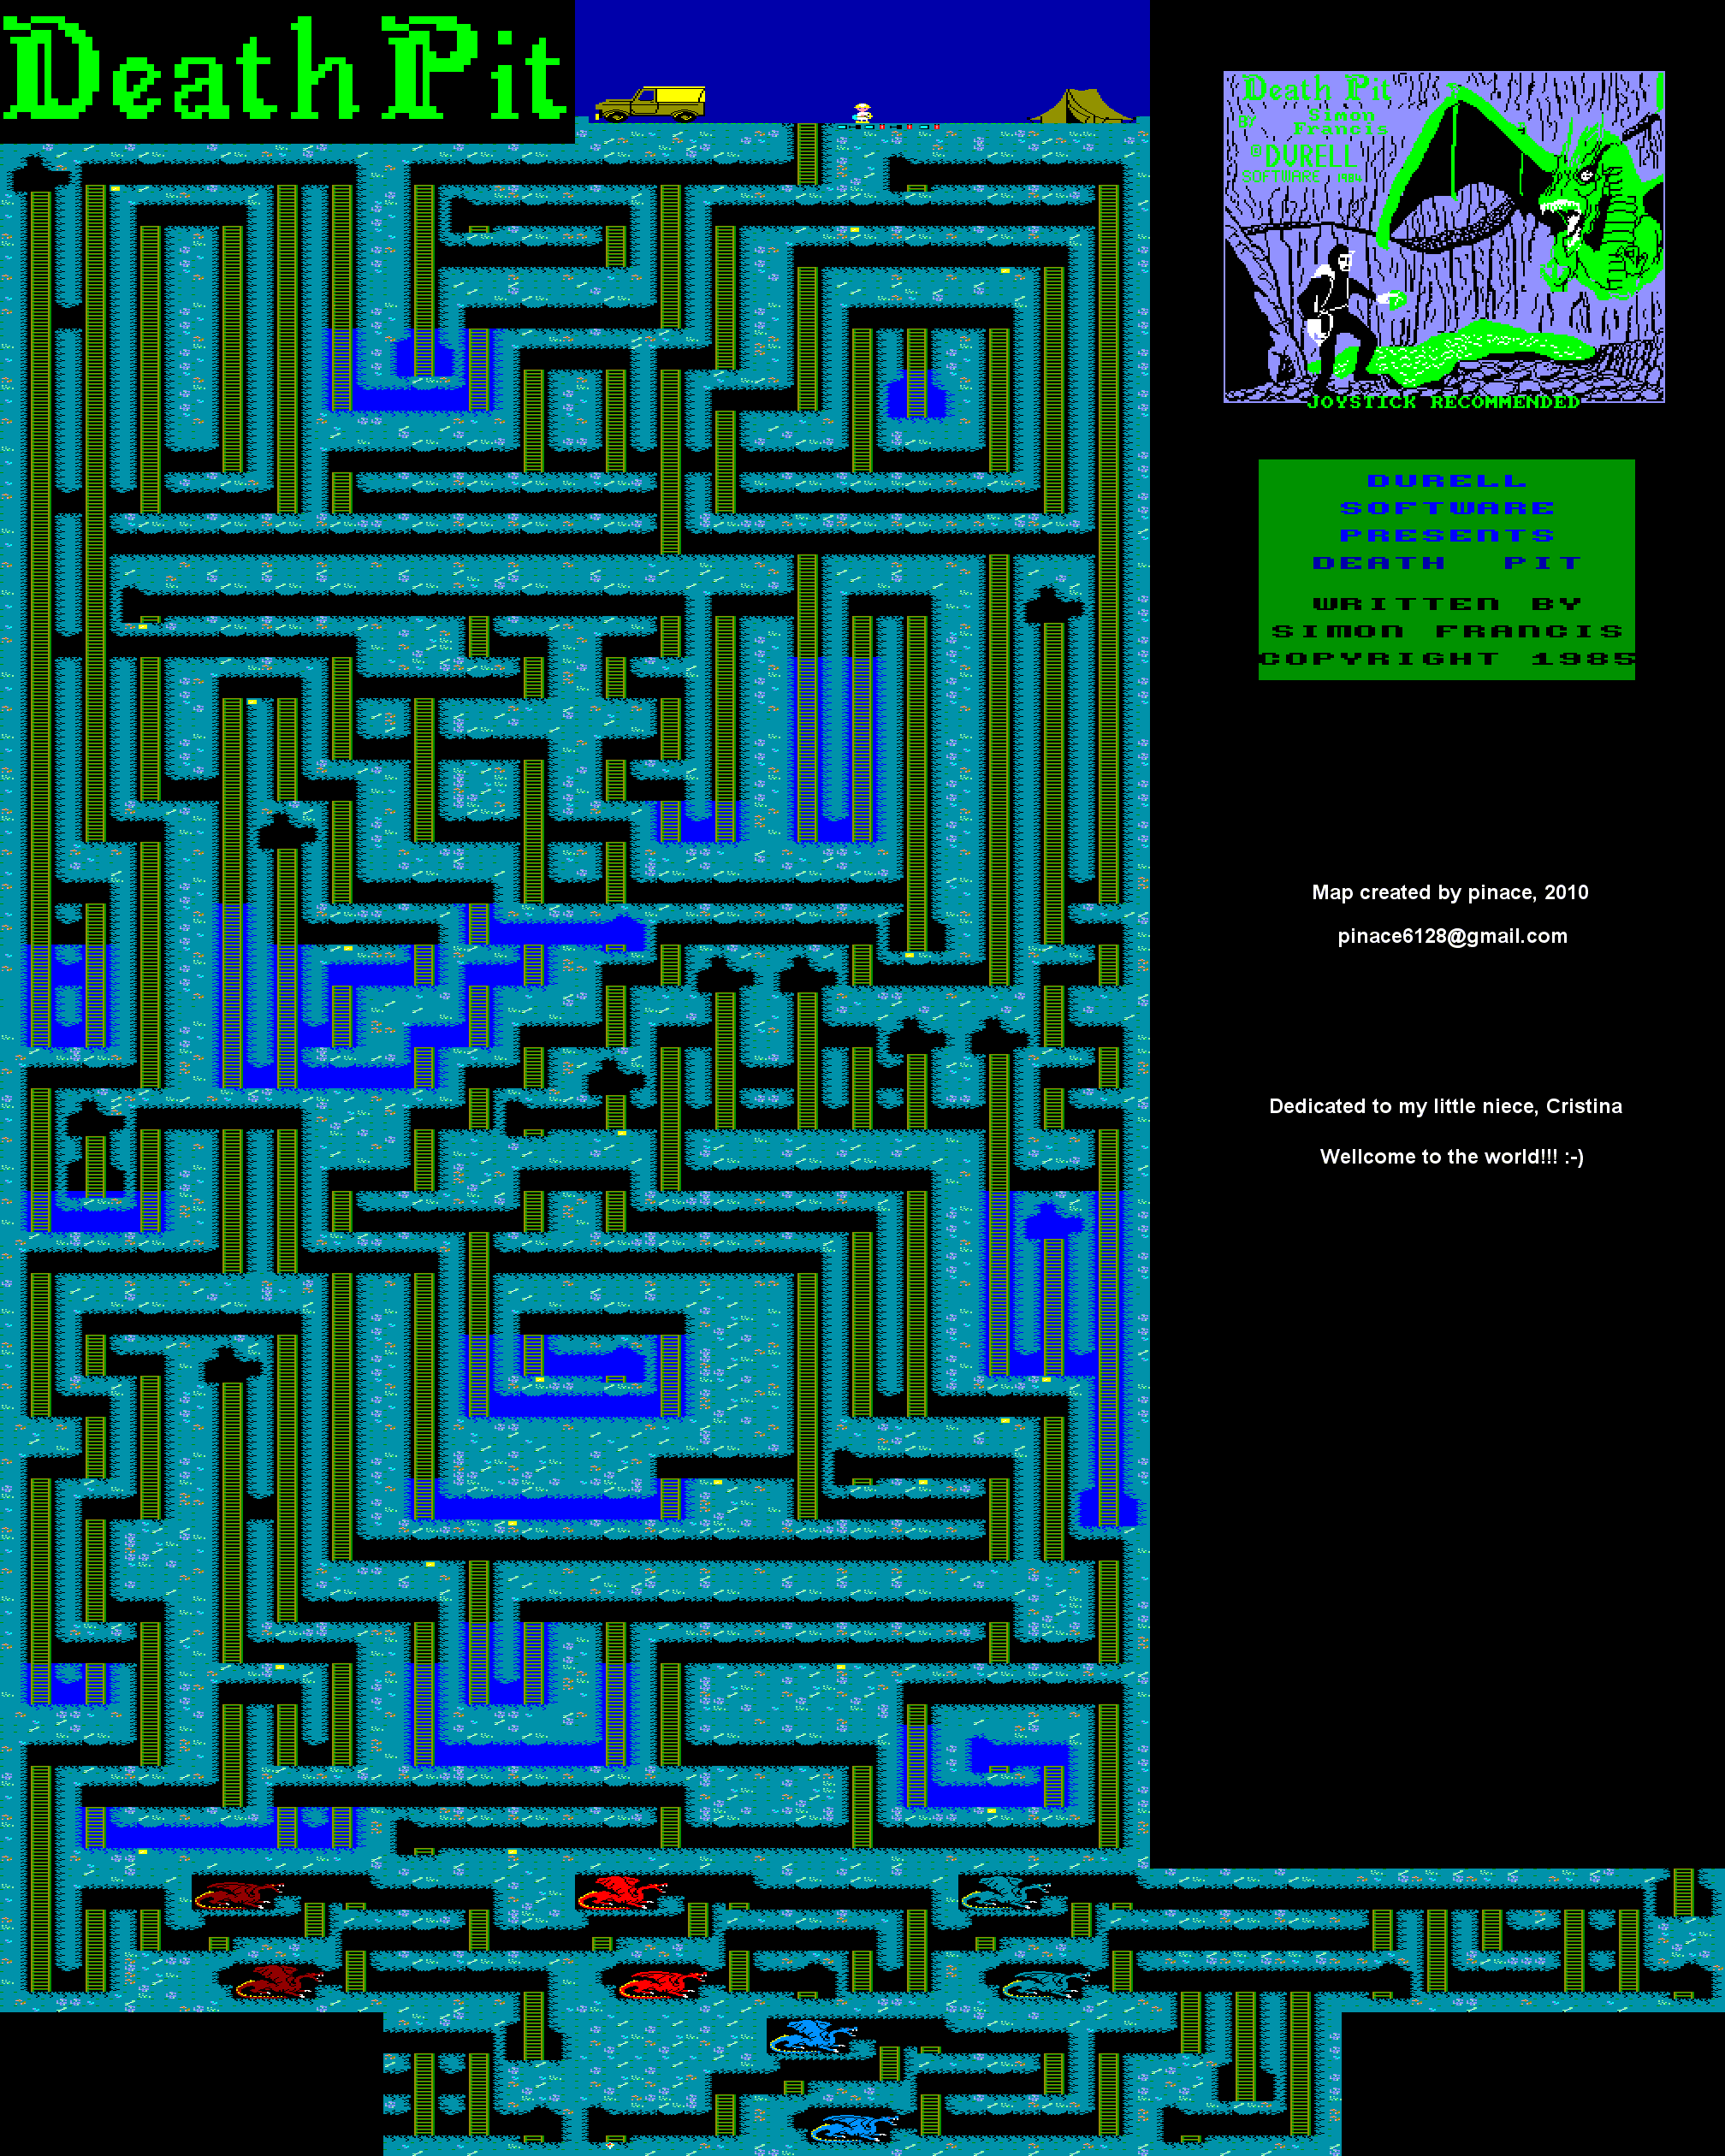 Death Pit
Death Pit
BY Simon
Francis
© DURELL
SOFTWARE 1986
JOYSTICK RECOMMENDED
DURELL
SOFTWARE
PRESENTS
DEATH PIT
WRITTEN BY
SIMON FRANCIS
COPYRIGHT 1985
Map created by pinace, 2010
pinace6128@gmail.com
Dedicated to my little niece, Cristina
Wellcome to the world!!! :-)